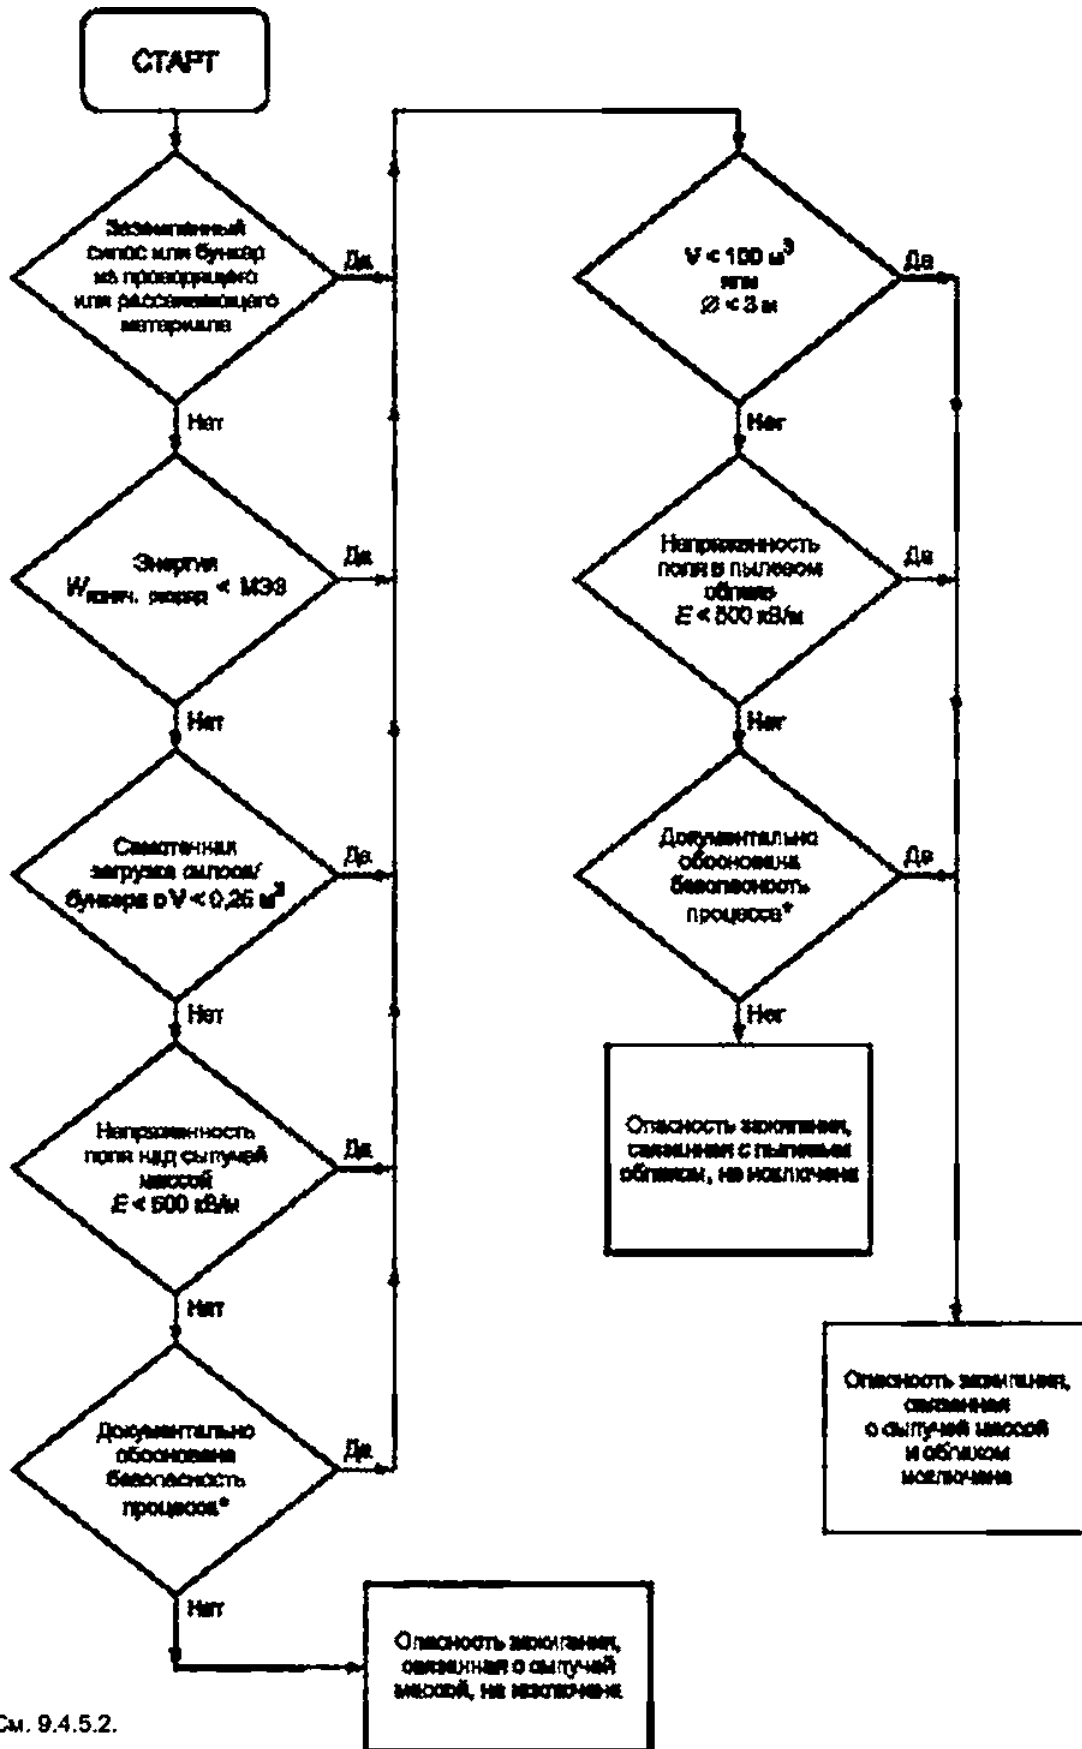 СТАРТ
Заземленный
силос или бункер
из проводящего
или рассеивающего
материала
Да
Нет
Энергия
Wконич. разряд < МЭЗ
Да
Нет
Самотечная
загрузка силоса/
бункера с V < 0,25 м³
Да
Нет
Напряженность
поля над сыпучей
массой
E < 500 кВ/м
Да
Нет
Документально
обоснована
безопасность
процесса*
Да
Нет
Опасность зажигания,
связанная с сыпучей
массой, не исключена
V < 100 м³
или
Ø < 3 м
Да
Нет
Напряженность
поля в пылевом
облаке
E < 500 кВ/м
Да
Нет
Документально
обоснована
безопасность
процесса*
Да
Нет
Опасность зажигания,
связанная с пылевым
облаком, не исключена
Опасность зажигания,
связанная
с сыпучей массой
и облаком
исключена
См. 9.4.5.2.